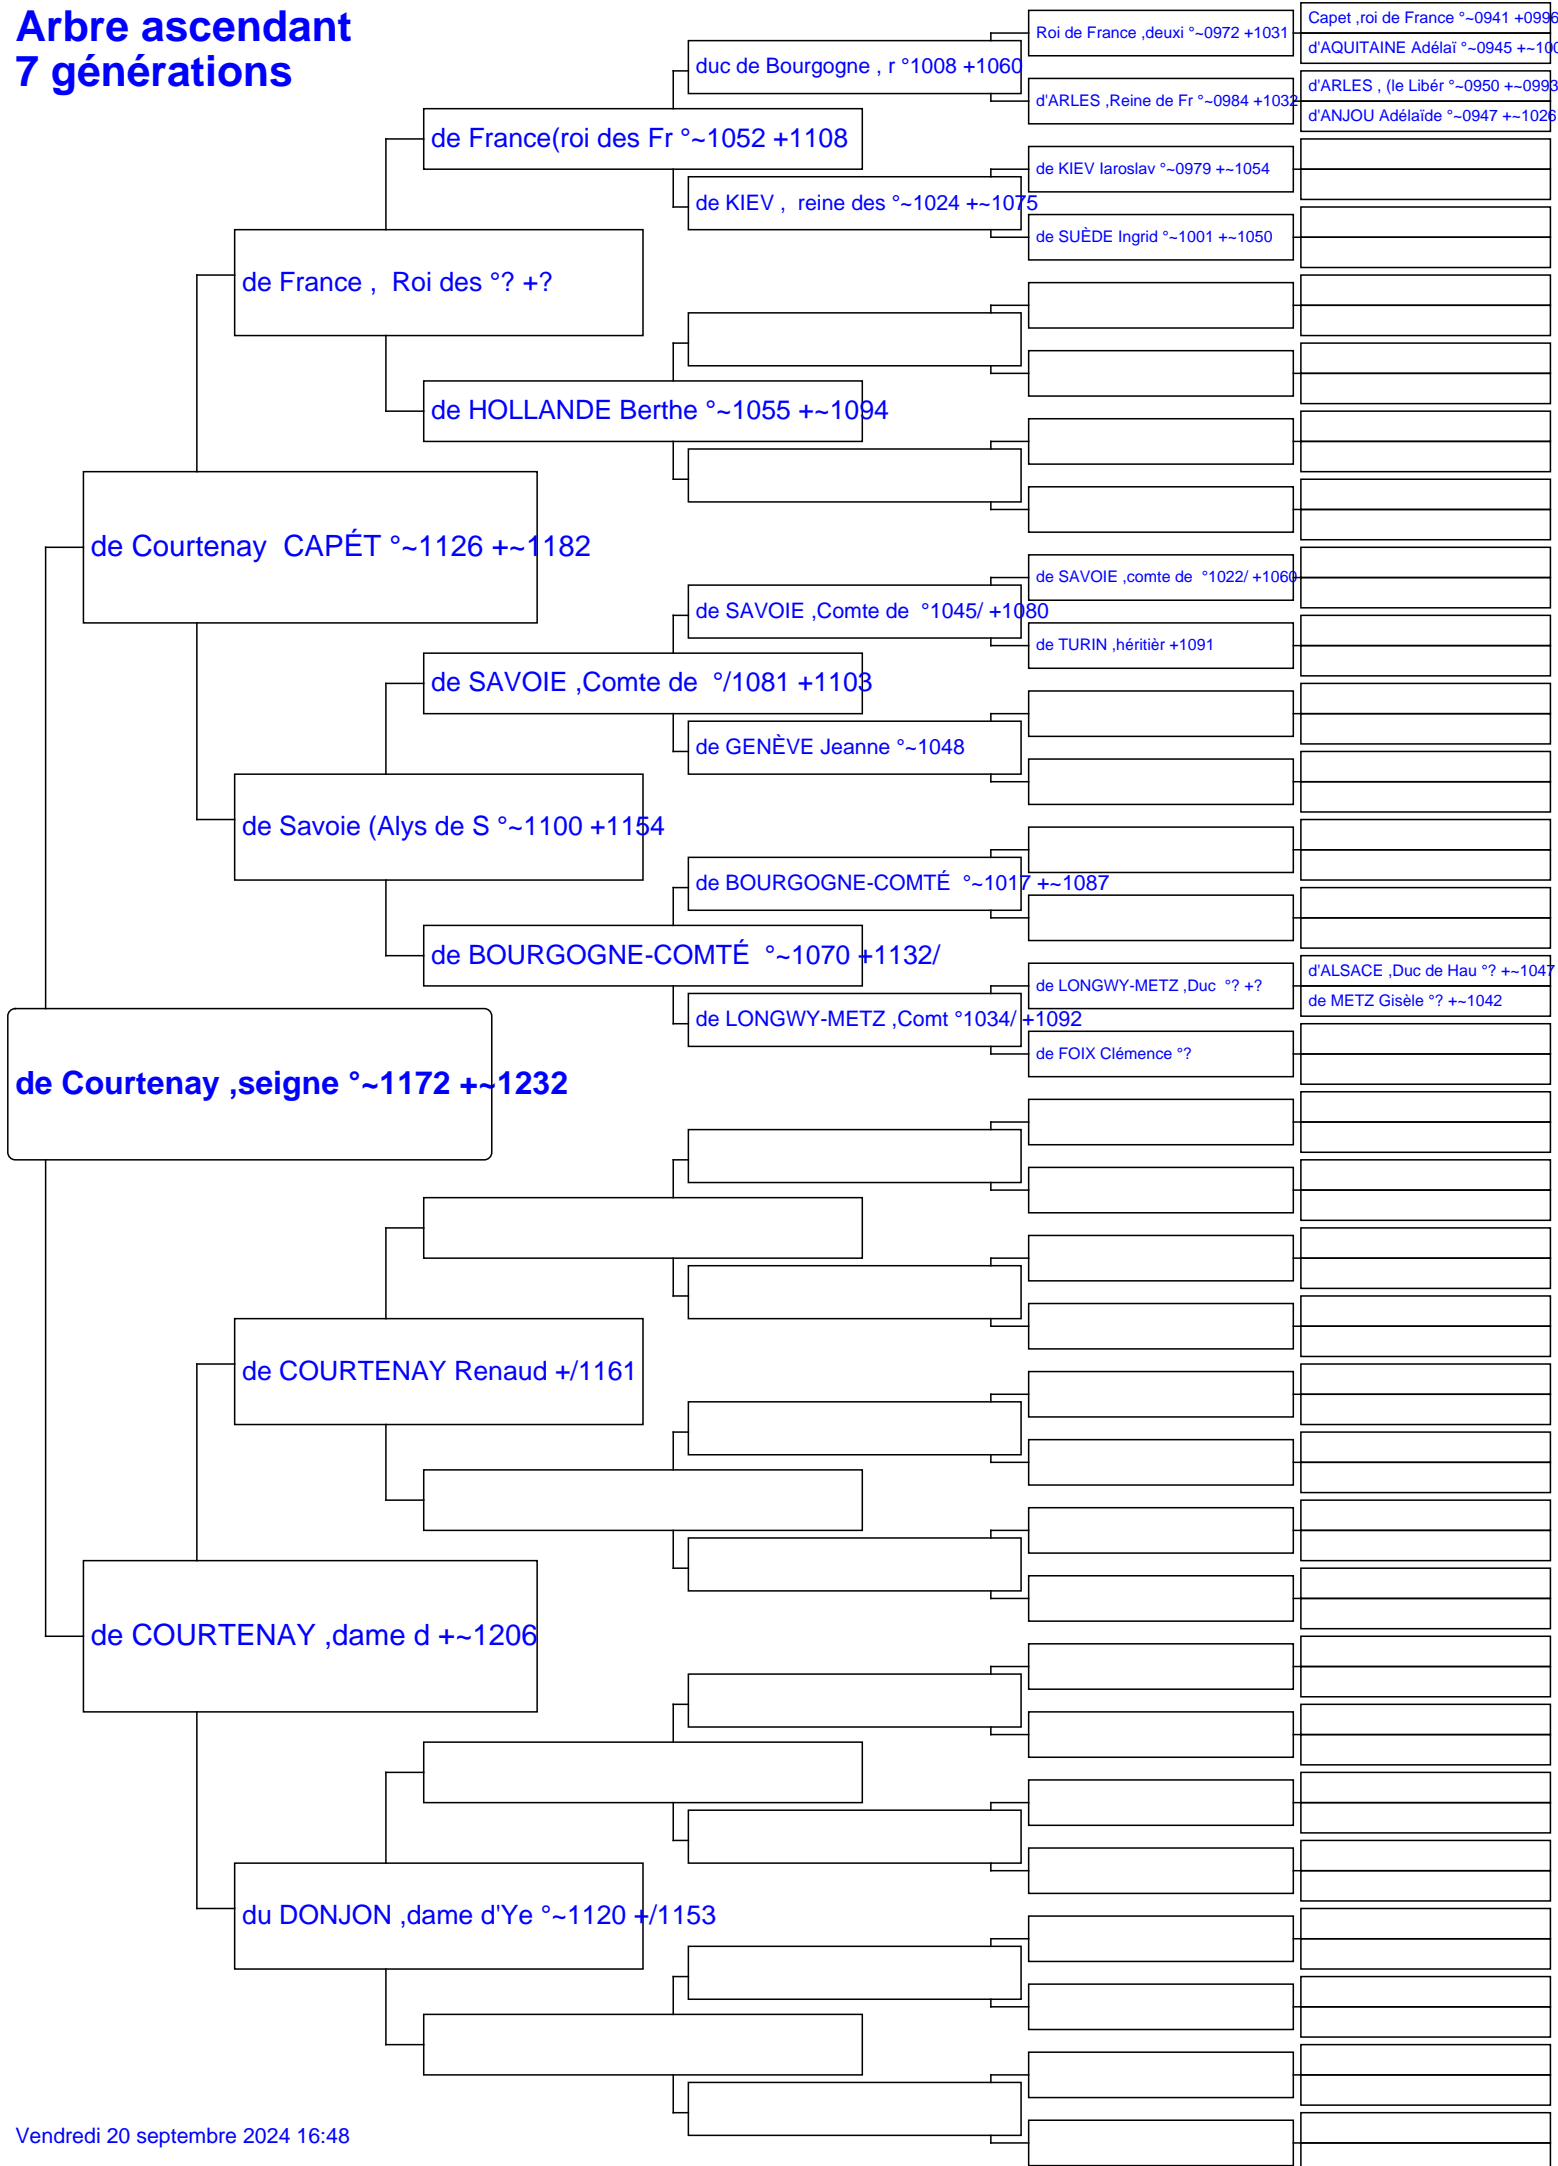 Arbre ascendant
7 générations
Capet ,roi de France °~0941 +0996
Roi de France ,deuxi °~0972 +1031
d'AQUITAINE Adélaï °~0945 +~100
duc de Bourgogne , r °1008 +1060
d'ARLES , (le Libér °~0950 +~0993
d'ARLES ,Reine de Fr °~0984 +1032
d'ANJOU Adélaïde °~0947 +~1026
de France(roi des Fr °~1052 +1108
de KIEV Iaroslav °~0979 +~1054
de KIEV , reine des °~1024 +~1075
de SUÈDE Ingrid °~1001 +~1050
de France , Roi des °? +?
de HOLLANDE Berthe °~1055 +~1094
de Courtenay CAPÉT °~1126 +~1182
de SAVOIE ,comte de °1022/ +1060
de SAVOIE ,Comte de °1045/ +1080
de TURIN ,héritièr +1091
de SAVOIE ,Comte de °/1081 +1103
de GENÈVE Jeanne °~1048
de Savoie (Alys de S °~1100 +1154
de BOURGOGNE-COMTÉ °~1017 +~1087
de BOURGOGNE-COMTÉ °~1070 +1132/
d'ALSACE ,Duc de Hau °? +~1047
de LONGWY-METZ ,Duc °? +?
de METZ Gisèle °? +~1042
de LONGWY-METZ ,Comt °1034/ +1092
de FOIX Clémence °?
de Courtenay ,seigne °~1172 +~1232
de COURTENAY Renaud +/1161
de COURTENAY ,dame d +~1206
du DONJON ,dame d'Ye °~1120 +/1153
Vendredi 20 septembre 2024 16:48